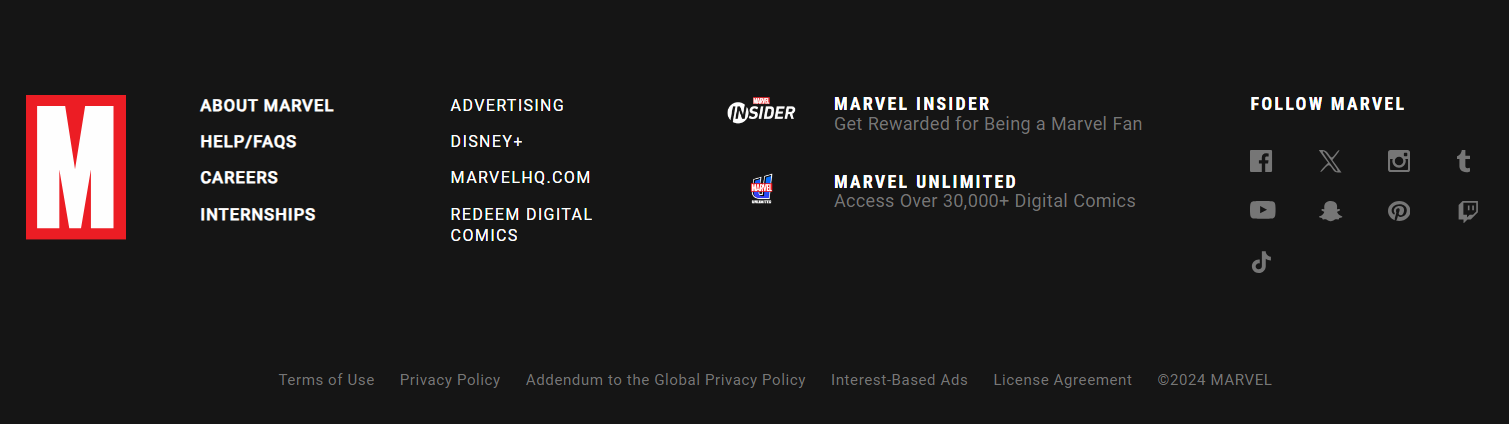 M
ABOUT MARVEL
HELP/FAQS
CAREERS
INTERNSHIPS
ADVERTISING
DISNEY+
MARVELHQ.COM
REDEEM DIGITAL
COMICS
MARVEL
INSIDER
MARVEL INSIDER
Get Rewarded for Being a Marvel Fan
U
MARVEL
UNLIMITED
MARVEL UNLIMITED
Access Over 30,000+ Digital Comics
FOLLOW MARVEL
Terms of Use Privacy Policy Addendum to the Global Privacy Policy Interest-Based Ads License Agreement ©2024 MARVEL